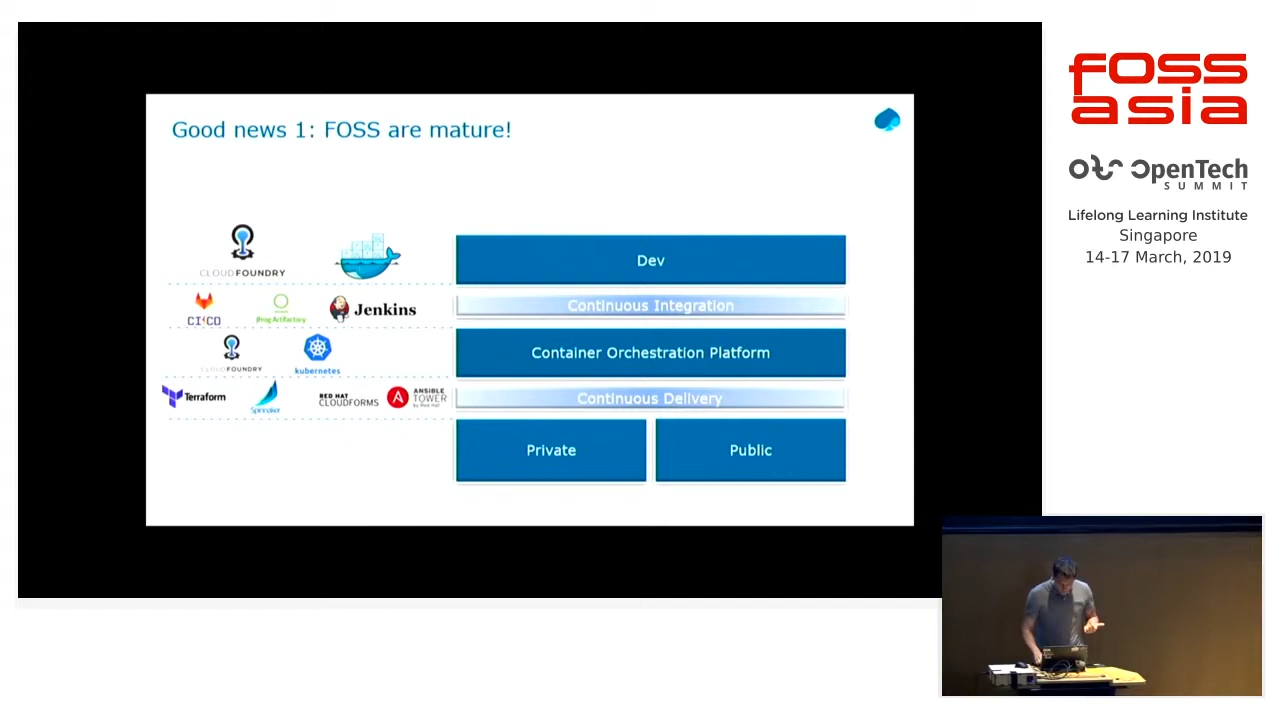 Good news 1: FOSS are mature!
CLOUDFOUNDRY
Dev
JFrog Artifactory
Jenkins
Continuous Integration
CLOUDFOUNDRY
kubernetes
Container Orchestration Platform
Terraform
Spinnaker
RED HAT
CLOUDFORMS
ANSIBLE
TOWER
by Red Hat
Continuous Delivery
Private
Public
FOSS
asia
OpenTech
SUMMIT
Lifelong Learning Institute
Singapore
14-17 March, 2019